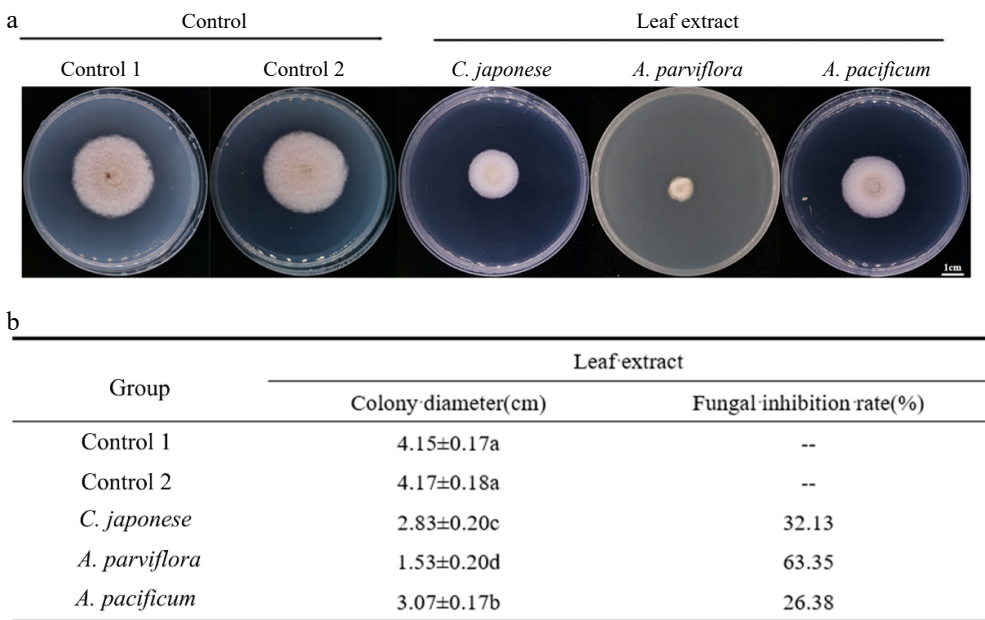 a
Control
Leaf extract
Control 1
Control 2
C. japonese
A. parviflora
A. pacificum
1cm
b
Group
Leaf·extract
Colony·diameter(cm)
Fungal·inhibition·rate(%)
Control 1
4.15±0.17a
--
Control 2
4.17±0.18a
--
C. japonese
2.83±0.20c
32.13
A. parviflora
1.53±0.20d
63.35
A. pacificum
3.07±0.17b
26.38